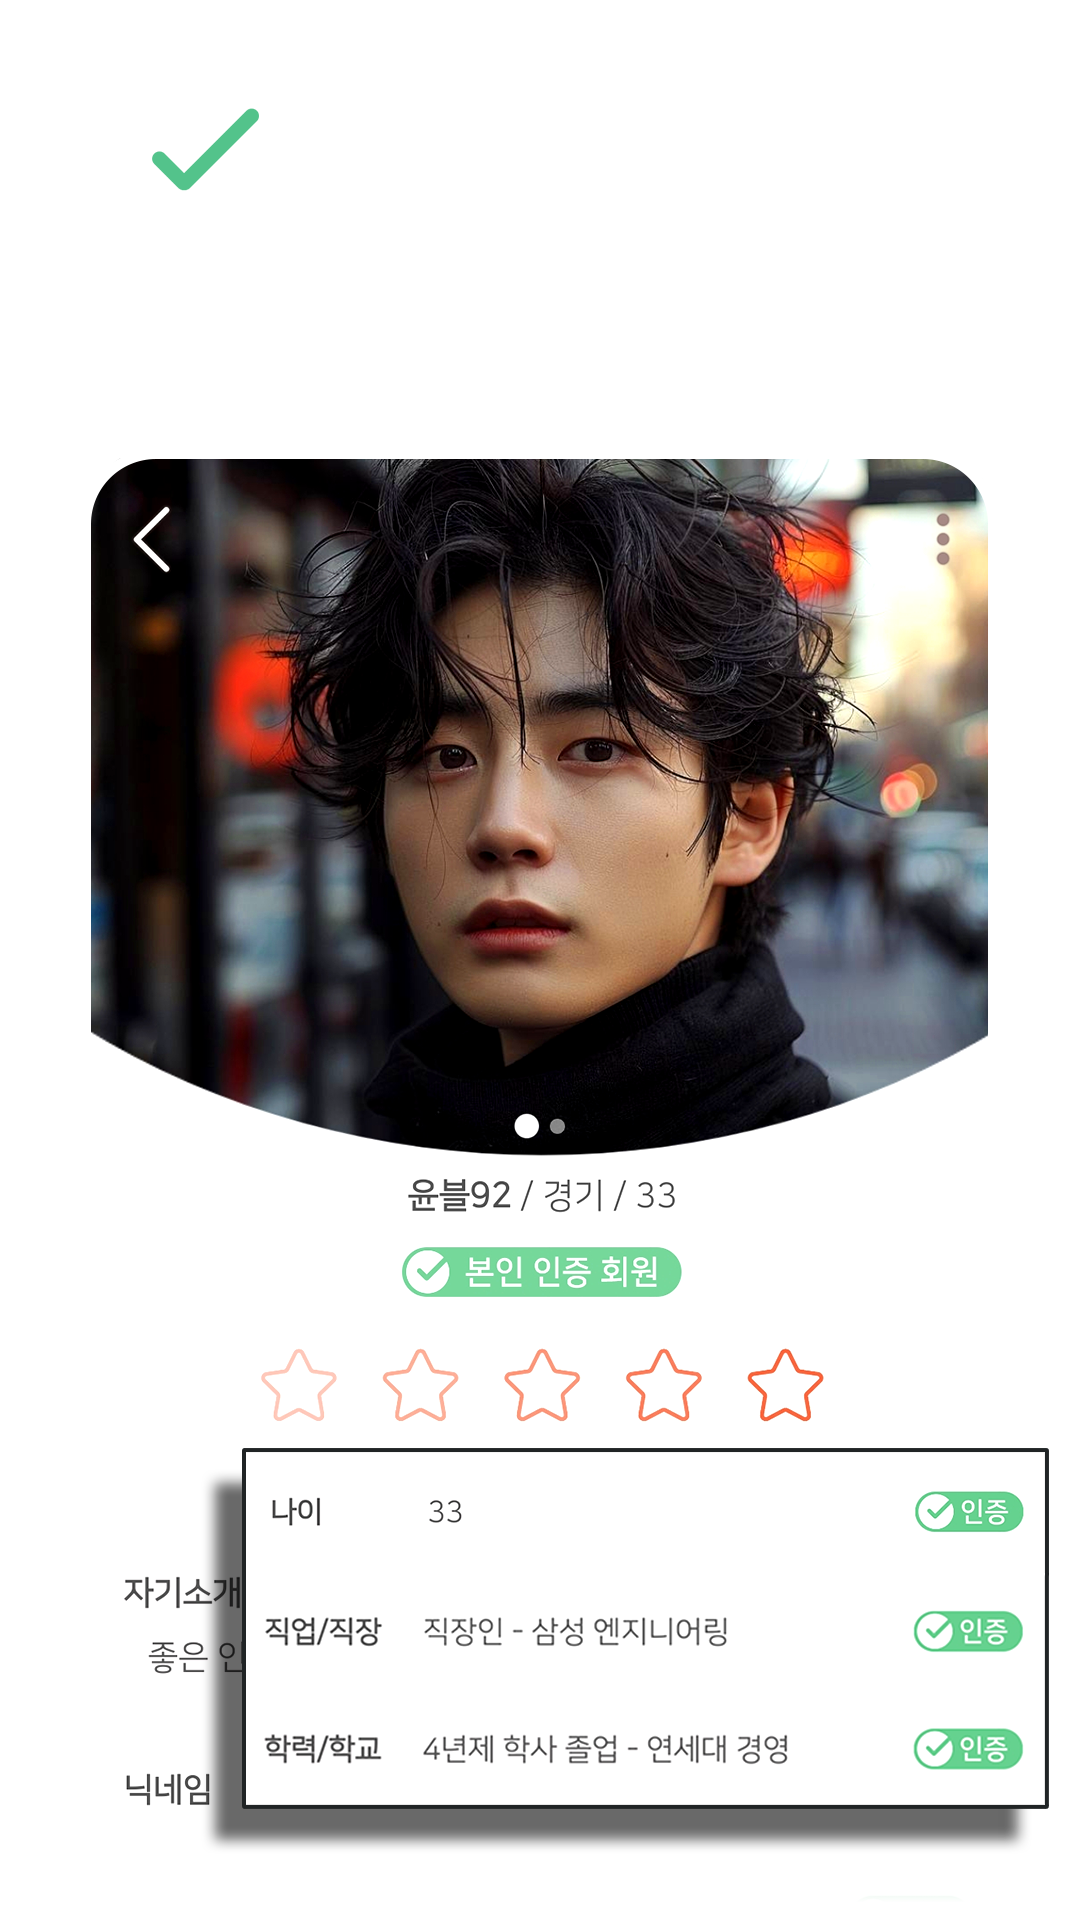 윤블92 / 경기 / 33
본인 인증 회원
나이 33 인증
자기소개
직업/직장 직장인 - 삼성 엔지니어링 인증
좋은 인
학력/학교 4년제 학사 졸업 - 연세대 경영 인증
닉네임